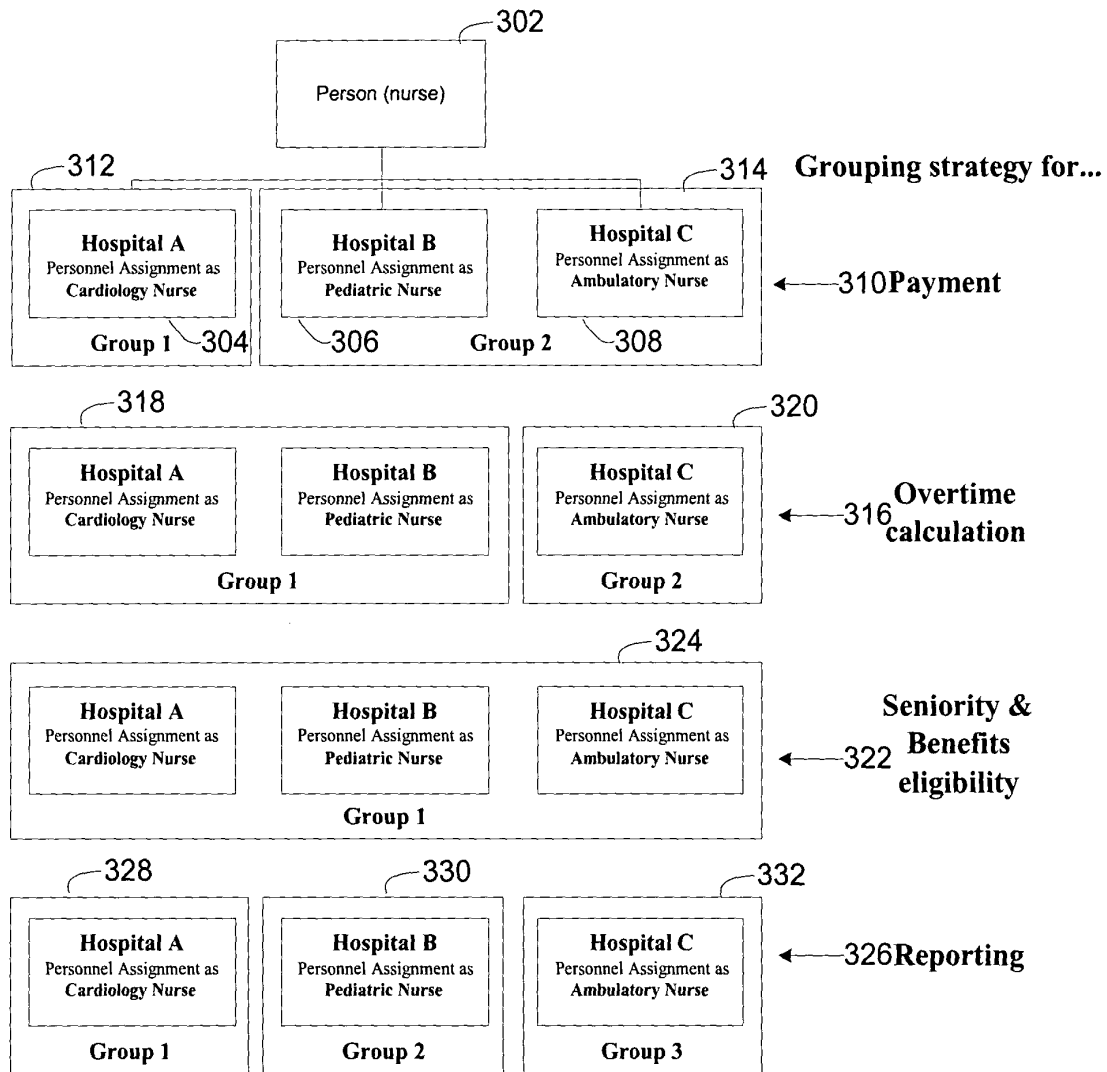 302
Person (nurse)
312
314
Grouping strategy for...
Hospital A
Personnel Assignment as
Cardiology Nurse
Hospital B
Personnel Assignment as
Pediatric Nurse
Hospital C
Personnel Assignment as
Ambulatory Nurse
310 Payment
Group 1
304
306
Group 2
308
318
320
Hospital A
Personnel Assignment as
Cardiology Nurse
Hospital B
Personnel Assignment as
Pediatric Nurse
Hospital C
Personnel Assignment as
Ambulatory Nurse
316
Overtime
calculation
Group 1
Group 2
324
Hospital A
Personnel Assignment as
Cardiology Nurse
Hospital B
Personnel Assignment as
Pediatric Nurse
Hospital C
Personnel Assignment as
Ambulatory Nurse
322
Seniority &
Benefits
eligibility
Group 1
328
330
332
Hospital A
Personnel Assignment as
Cardiology Nurse
Hospital B
Personnel Assignment as
Pediatric Nurse
Hospital C
Personnel Assignment as
Ambulatory Nurse
326 Reporting
Group 1
Group 2
Group 3